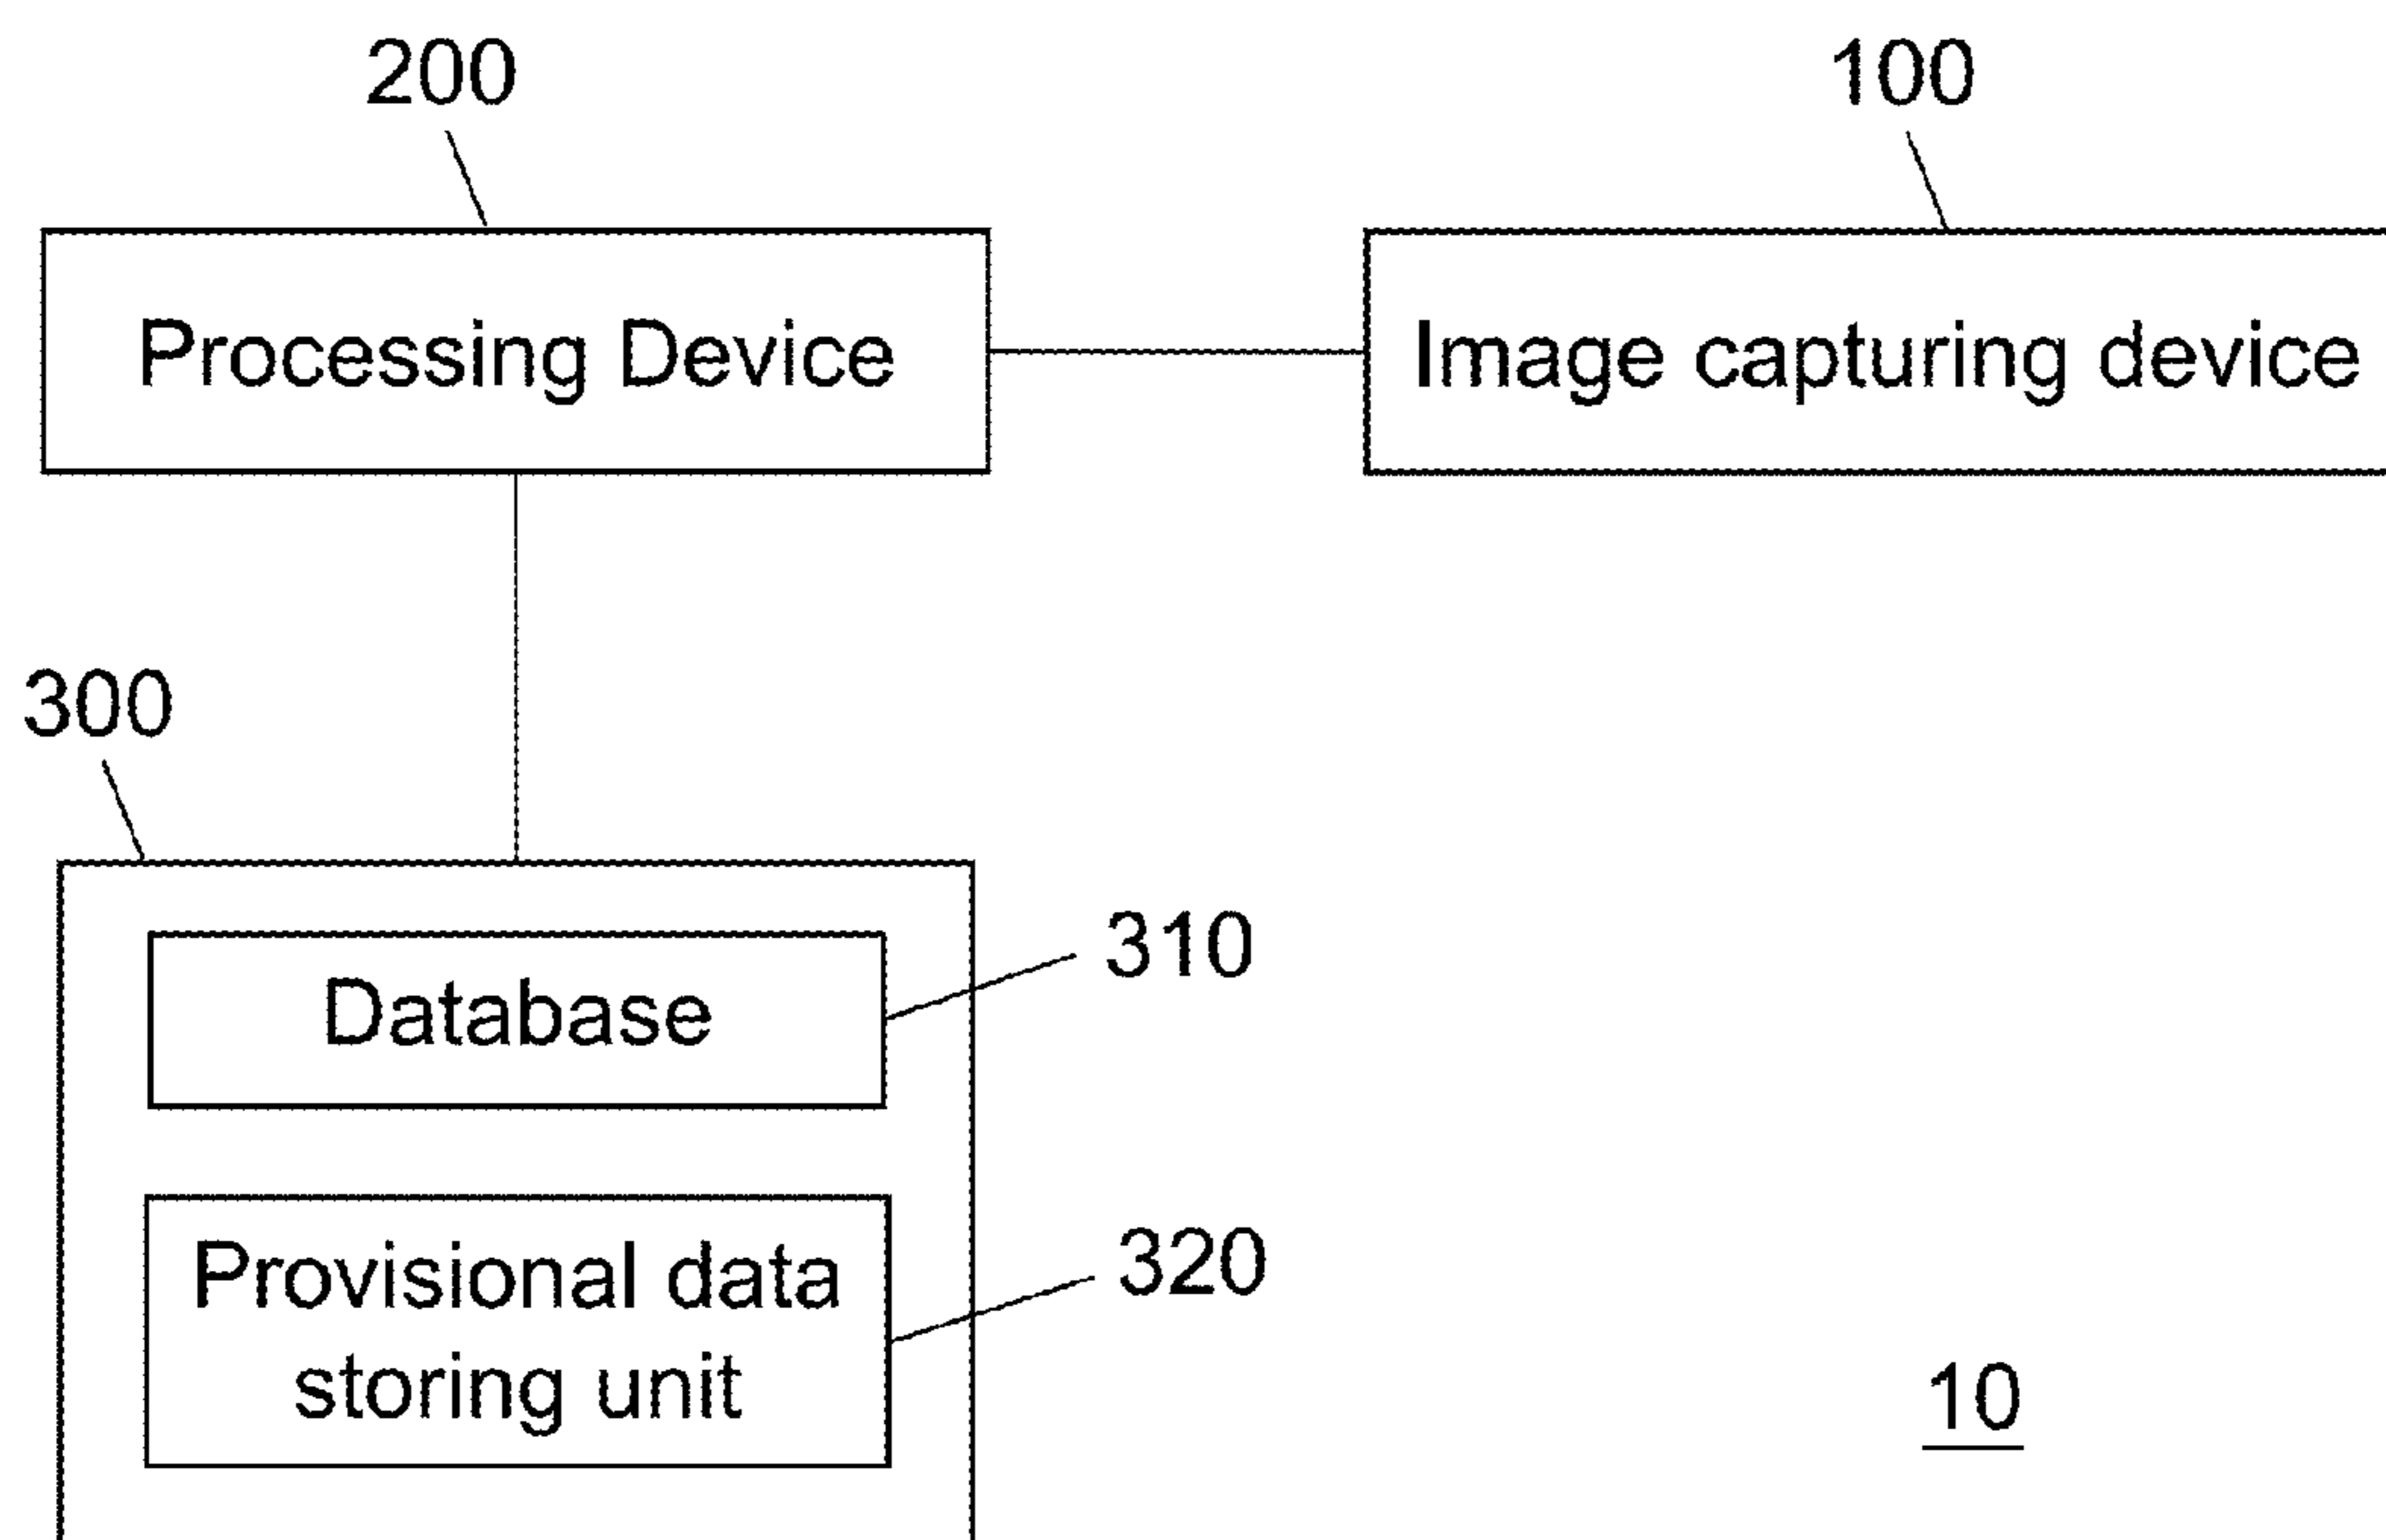 200
100
Processing Device
Image capturing device
300
Database
310
Provisional data
storing unit
320
10